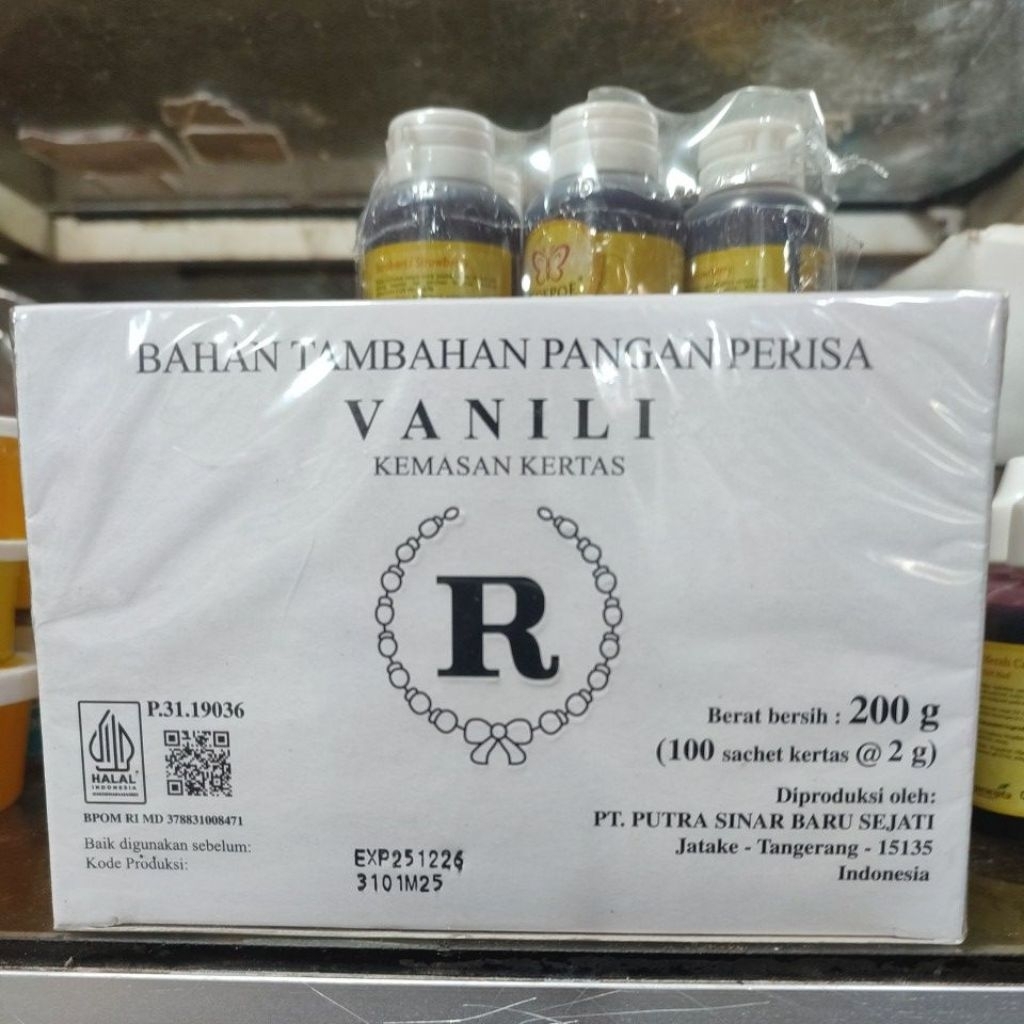 BAHAN TAMBAHAN PANGAN PERISA
VANILI
KEMASAN KERTAS
R
P.31.19036
HALAL
INDONESIA
BPOM RI MD 378831008471
Baik digunakan sebelum:
Kode Produksi:
EXP251226
3101M25
Berat bersih : 200 g
(100 sachet kertas @ 2 g)
Diproduksi oleh:
PT. PUTRA SINAR BARU SEJATI
Jatake - Tangerang - 15135
Indonesia